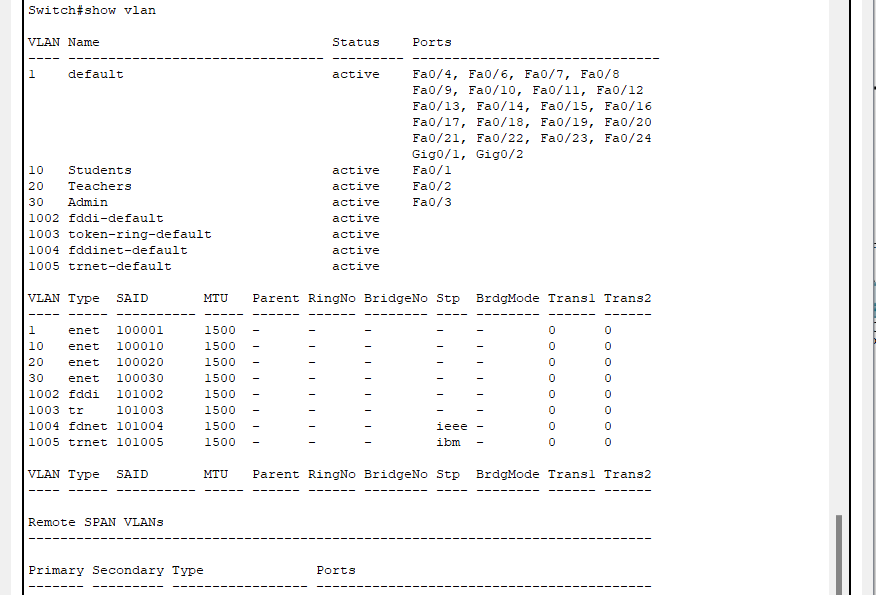 Switch#show vlan

VLAN Name                             Status    Ports
---- -------------------------------- --------- -------------------------------
1    default                          active    Fa0/4, Fa0/6, Fa0/7, Fa0/8
                                                Fa0/9, Fa0/10, Fa0/11, Fa0/12
                                                Fa0/13, Fa0/14, Fa0/15, Fa0/16
                                                Fa0/17, Fa0/18, Fa0/19, Fa0/20
                                                Fa0/21, Fa0/22, Fa0/23, Fa0/24
                                                Gig0/1, Gig0/2
10   Students                         active    Fa0/1
20   Teachers                         active    Fa0/2
30   Admin                            active    Fa0/3
1002 fddi-default                     active
1003 token-ring-default               active
1004 fddinet-default                  active
1005 trnet-default                    active

VLAN Type  SAID       MTU   Parent RingNo BridgeNo Stp  BrdgMode Trans1 Trans2
---- ----- ---------- ----- ------ ------ -------- ---- -------- ------ ------
1    enet  100001     1500  -      -      -        -    -        0      0
10   enet  100010     1500  -      -      -        -    -        0      0
20   enet  100020     1500  -      -      -        -    -        0      0
30   enet  100030     1500  -      -      -        -    -        0      0
1002 fddi  101002     1500  -      -      -        -    -        0      0
1003 tr    101003     1500  -      -      -        -    -        0      0
1004 fdnet 101004     1500  -      -      -        ieee -        0      0
1005 trnet 101005     1500  -      -      -        ibm  -        0      0

VLAN Type  SAID       MTU   Parent RingNo BridgeNo Stp  BrdgMode Trans1 Trans2
---- ----- ---------- ----- ------ ------ -------- ---- -------- ------ ------

Remote SPAN VLANs
------------------------------------------------------------------------------

Primary Secondary Type              Ports
------- --------- ----------------- ------------------------------------------